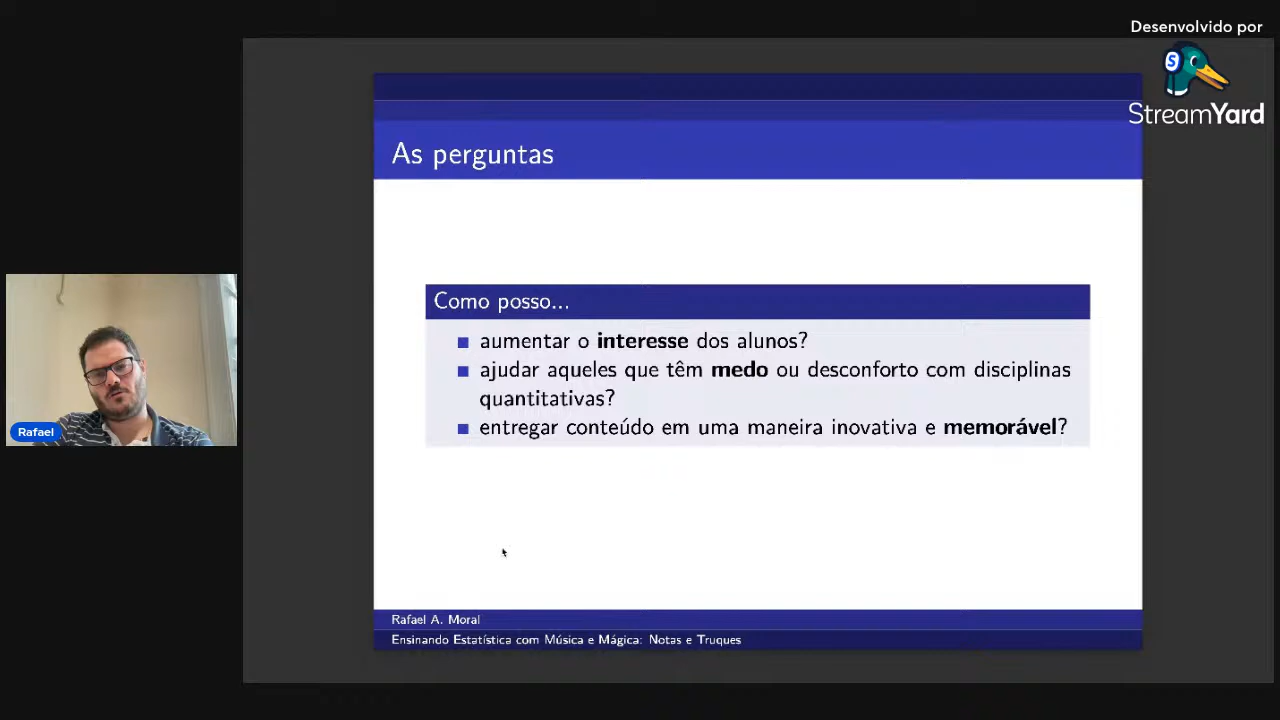 Desenvolvido por
StreamYard
As perguntas
Como posso...
aumentar o interesse dos alunos?
ajudar aqueles que têm medo ou desconforto com disciplinas
quantitativas?
entregar conteúdo em uma maneira inovativa e memorável?
Rafael
Rafael A. Moral
Ensinando Estatística com Música e Mágica: Notas e Truques